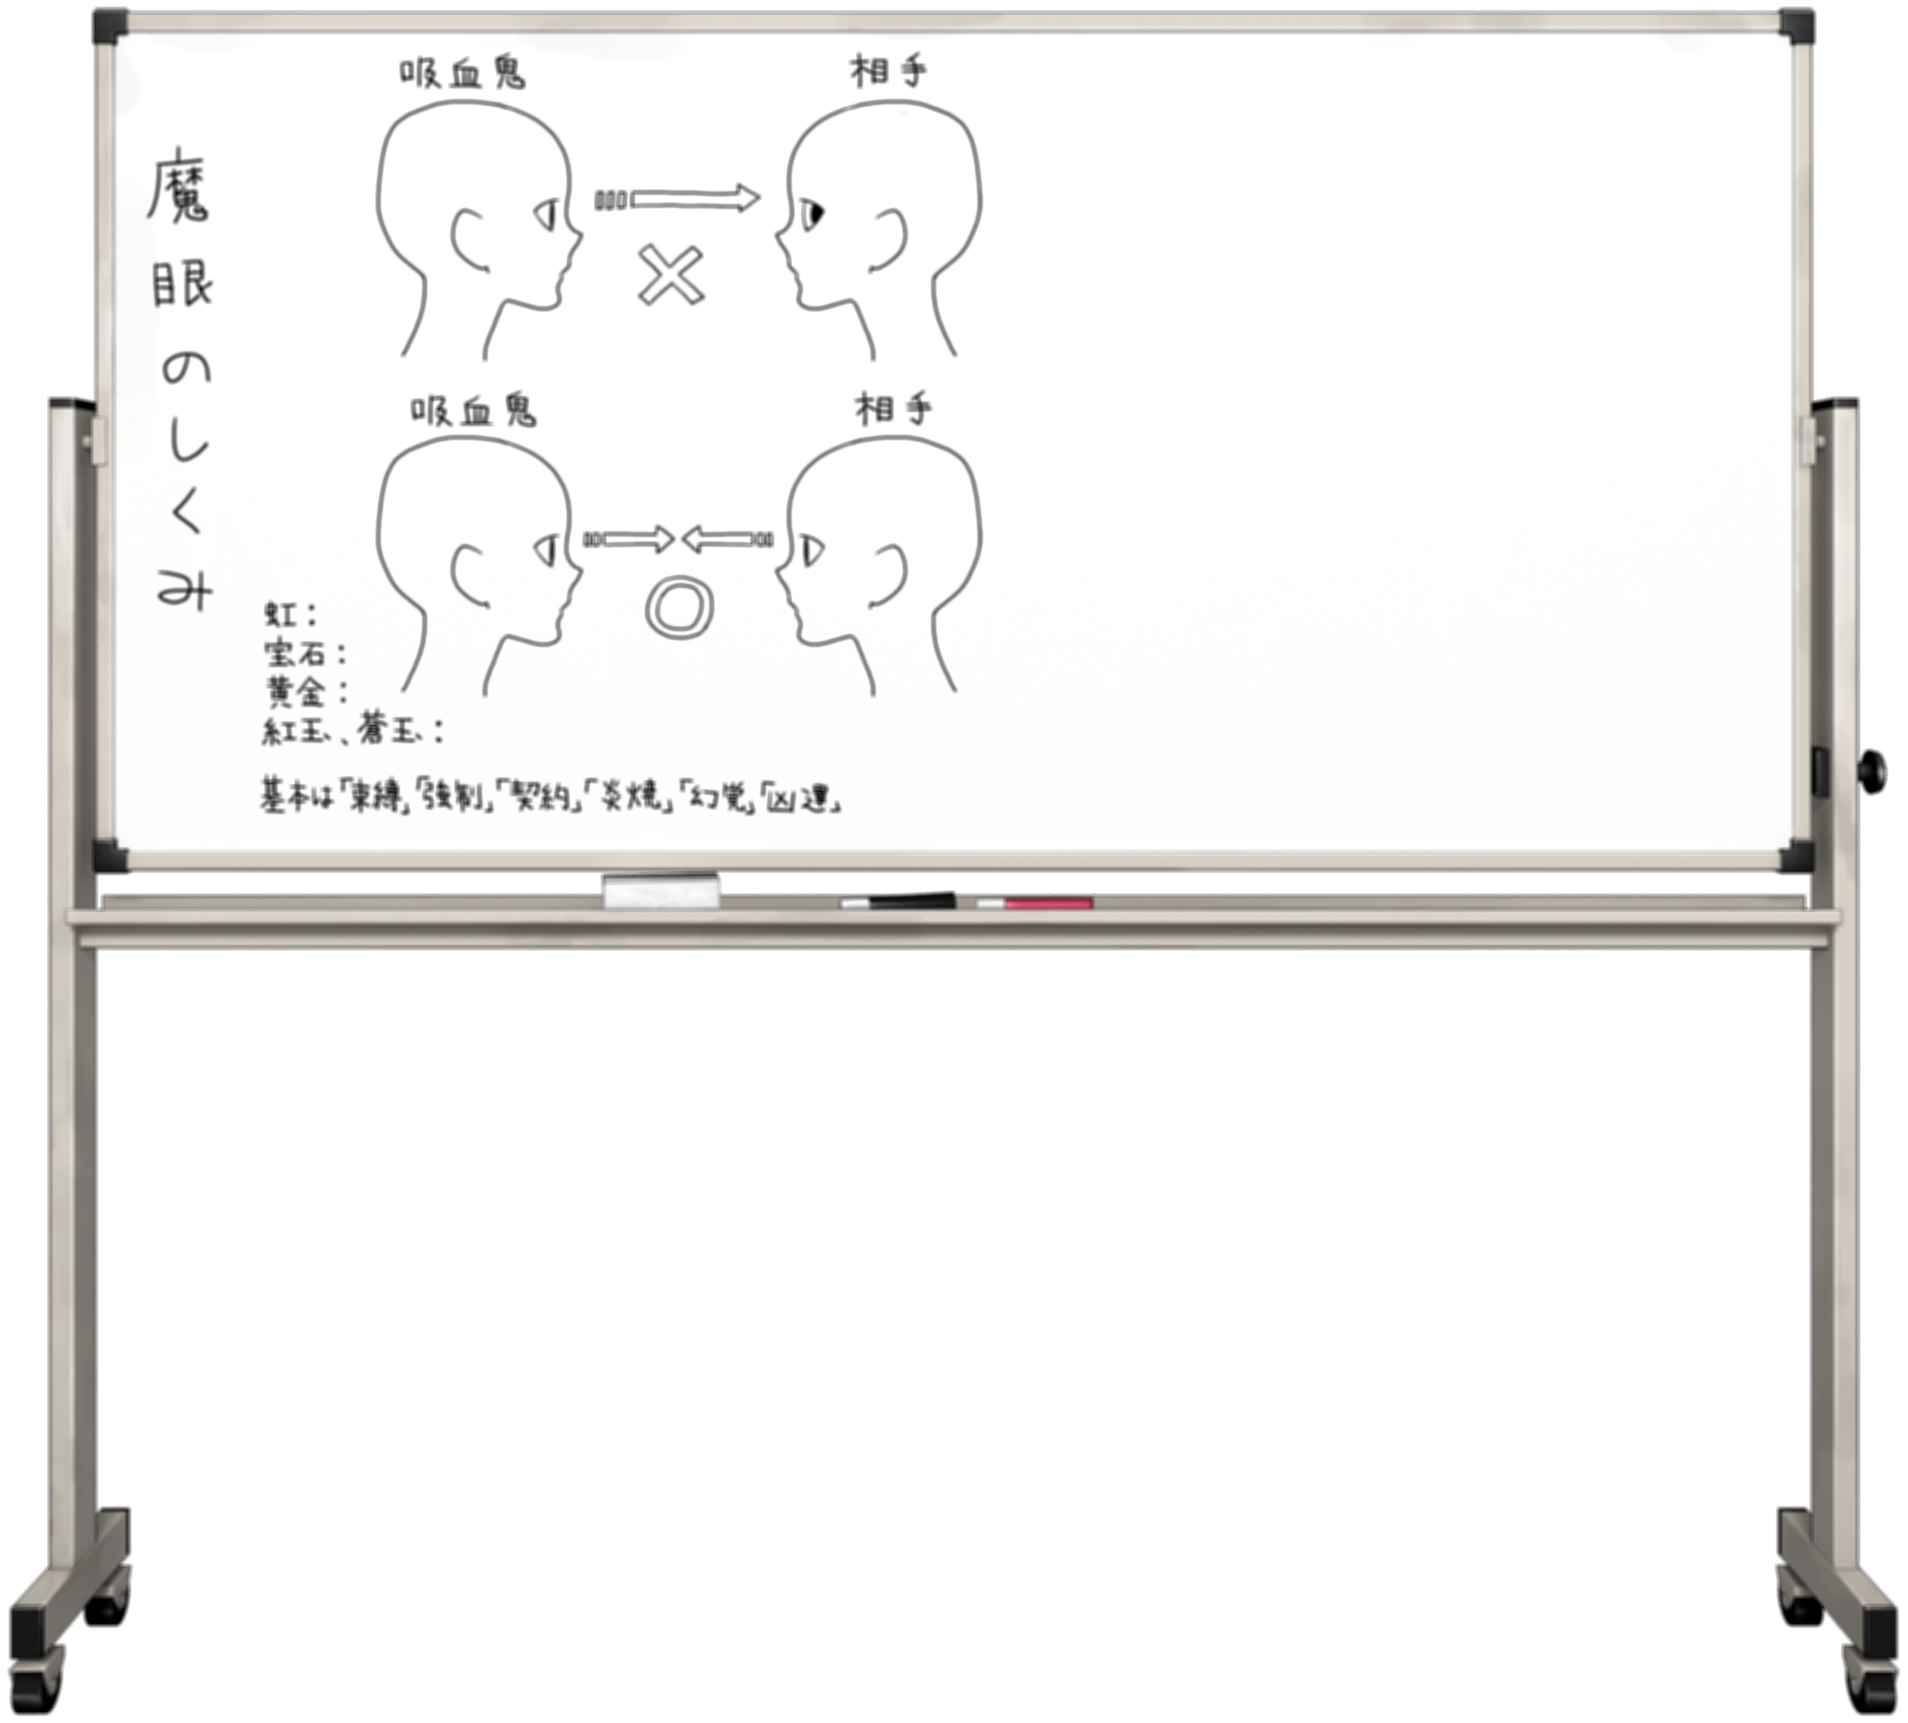 魔眼のしくみ
吸血鬼
相手
吸血鬼
相手
虹：
宝石：
黄金：
紅玉、蒼玉：
基本は「束縛」「強制」「契約」「炎焼」「幻覚」「凶運」